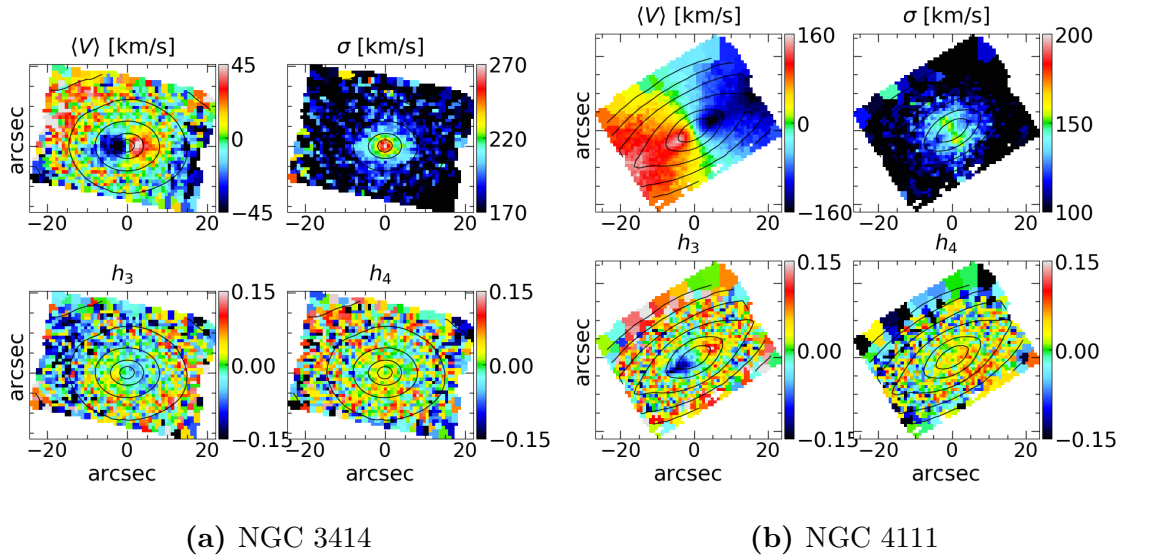 ⟨V⟩ [km/s]
σ [km/s]
45
0
−45
270
220
170
arcsec
−20 0 20
−20 0 20
h₃
h₄
0.15
0.00
−0.15
0.15
0.00
−0.15
arcsec
−20 0 20
−20 0 20
arcsec
arcsec
(a) NGC 3414
⟨V⟩ [km/s]
σ [km/s]
160
0
−160
200
150
100
arcsec
−20 0 20
−20 0 20
h₃
h₄
0.15
0.00
−0.15
0.15
0.00
−0.15
arcsec
−20 0 20
−20 0 20
arcsec
arcsec
(b) NGC 4111